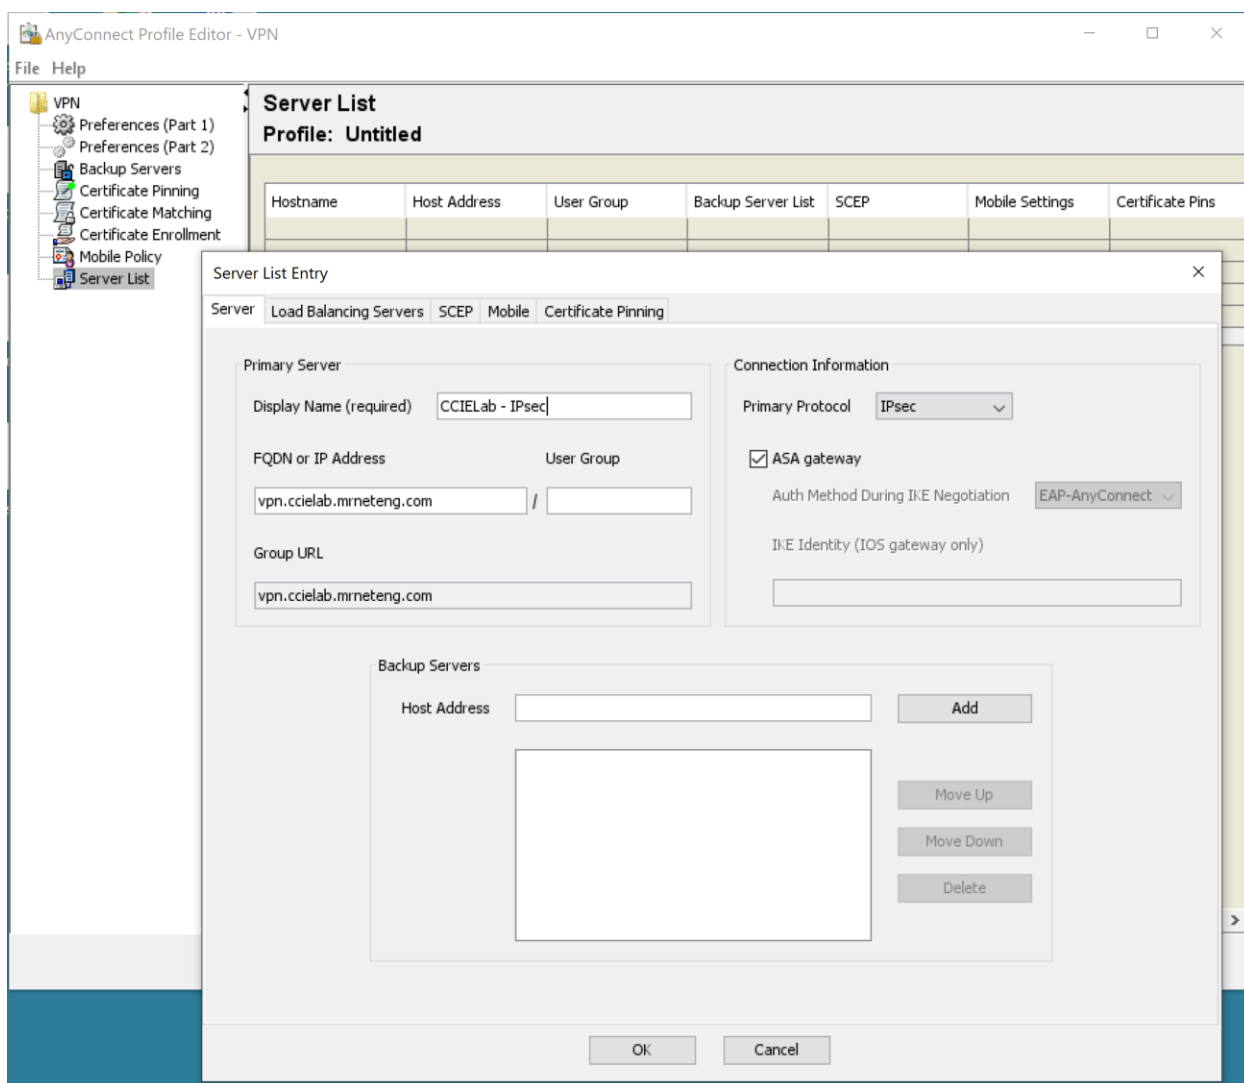 AnyConnect Profile Editor - VPN
File Help
VPN
Preferences (Part 1)
Preferences (Part 2)
Backup Servers
Certificate Pinning
Certificate Matching
Certificate Enrollment
Mobile Policy
Server List
Server List
Profile: Untitled
Hostname Host Address User Group Backup Server List SCEP Mobile Settings Certificate Pins
Server List Entry
Server Load Balancing Servers SCEP Mobile Certificate Pinning
Primary Server
Display Name (required) CCIELab - IPsec
FQDN or IP Address User Group
vpn.ccielab.mrneteng.com /
Group URL
vpn.ccielab.mrneteng.com
Connection Information
Primary Protocol IPsec
ASA gateway
Auth Method During IKE Negotiation EAP-AnyConnect
IKE Identity (IOS gateway only)
Backup Servers
Host Address Add
Move Up
Move Down
Delete
OK Cancel